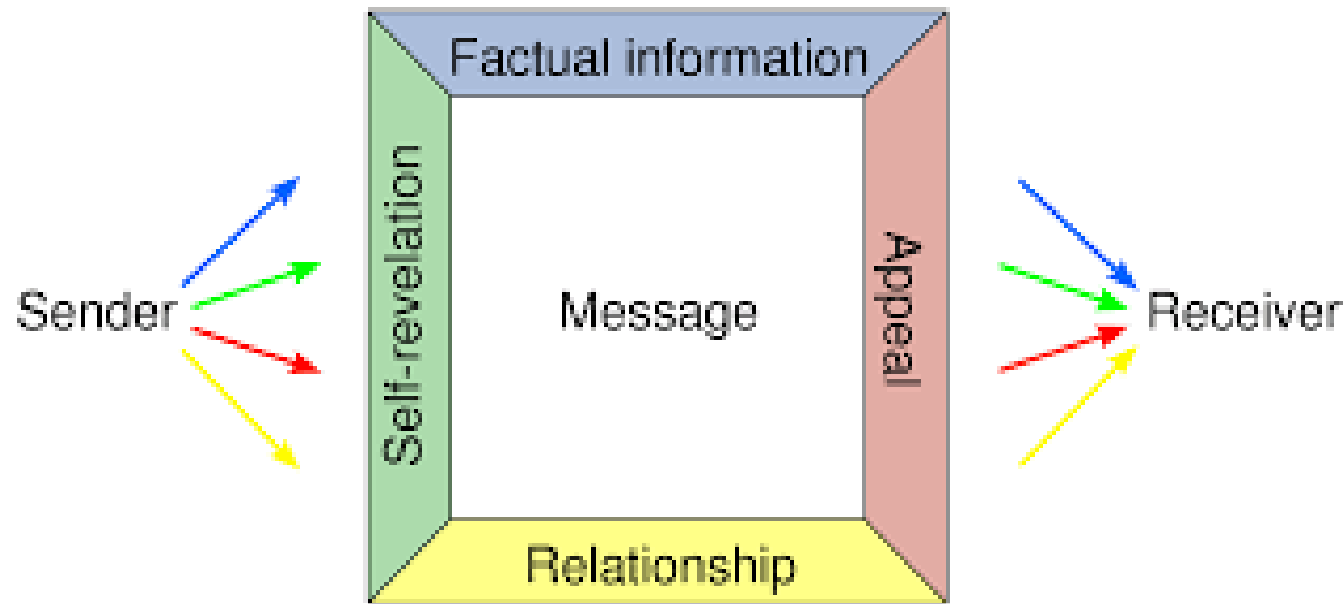 Factual information
Sender
Self-revelation
Message
Appeal
Receiver
Relationship